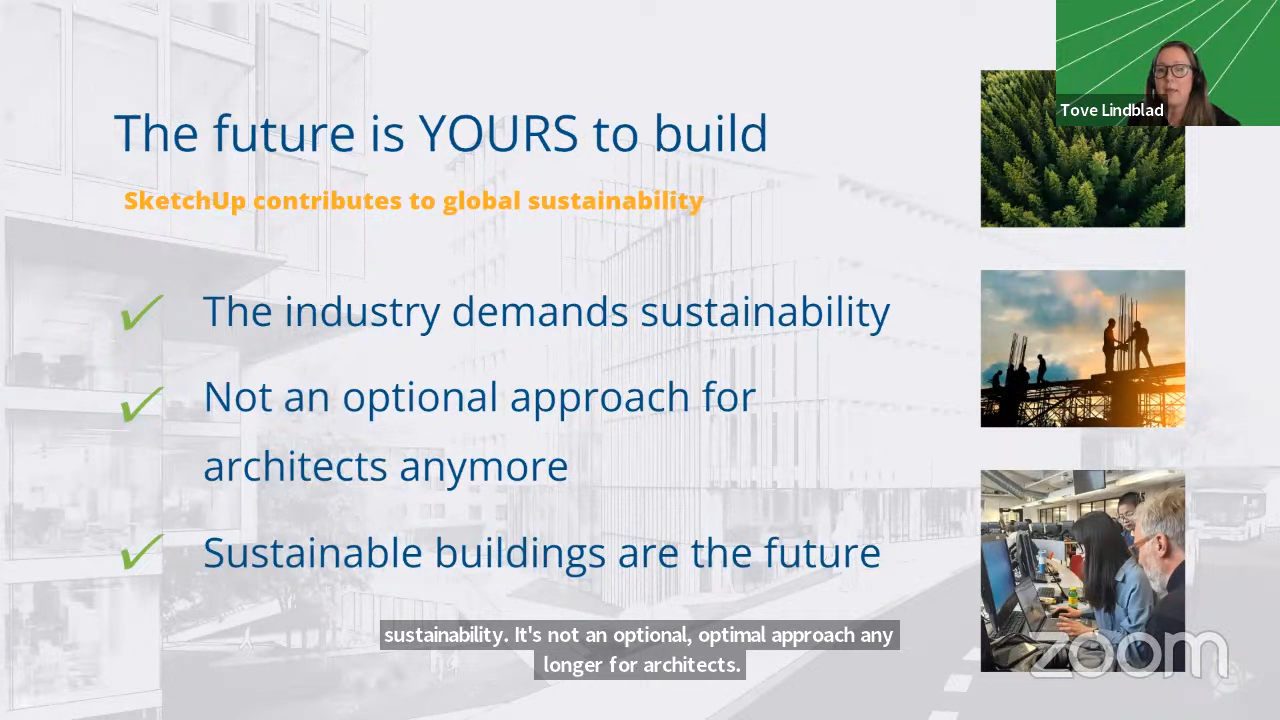 The future is YOURS to build
SketchUp contributes to global sustainability
The industry demands sustainability
Not an optional approach for
architects anymore
Sustainable buildings are the future
Tove Lindblad
sustainability. It's not an optional, optimal approach any
longer for architects.
zoom